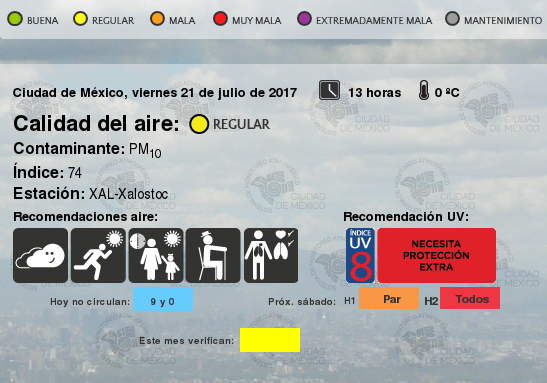 BUENA REGULAR MALA MUY MALA EXTREMADAMENTE MALA MANTENIMIENTO
Ciudad de México, viernes 21 de julio de 2017 13 horas 0 ºC
Calidad del aire: REGULAR
Contaminante: PM10
Índice: 74
Estación: XAL-Xalostoc
Recomendaciones aire: Recomendación UV:
ÍNDICE
UV
8
NECESITA
PROTECCIÓN
EXTRA
Hoy no circulan: 9 y 0 Próx. sábado: H1 Par H2 Todos
Este mes verifican:
CIUDAD
DE MÉXICO